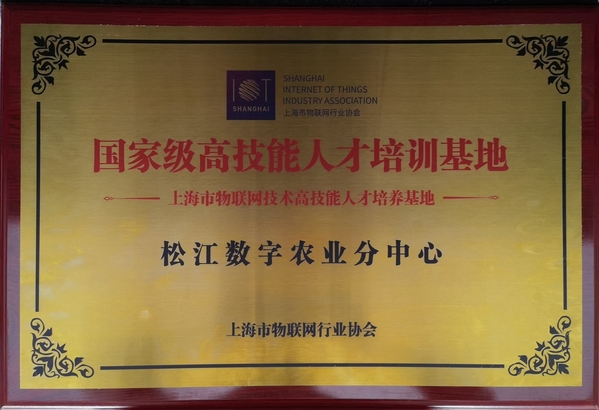 IOT
SHANGHAI
SHANGHAI
INTERNET OF THINGS
INDUSTRY ASSOCIATION
上海市物联网行业协会
国家级高技能人才培训基地
上海市物联网技术高技能人才培养基地
松江数字农业分中心
上海市物联网行业协会